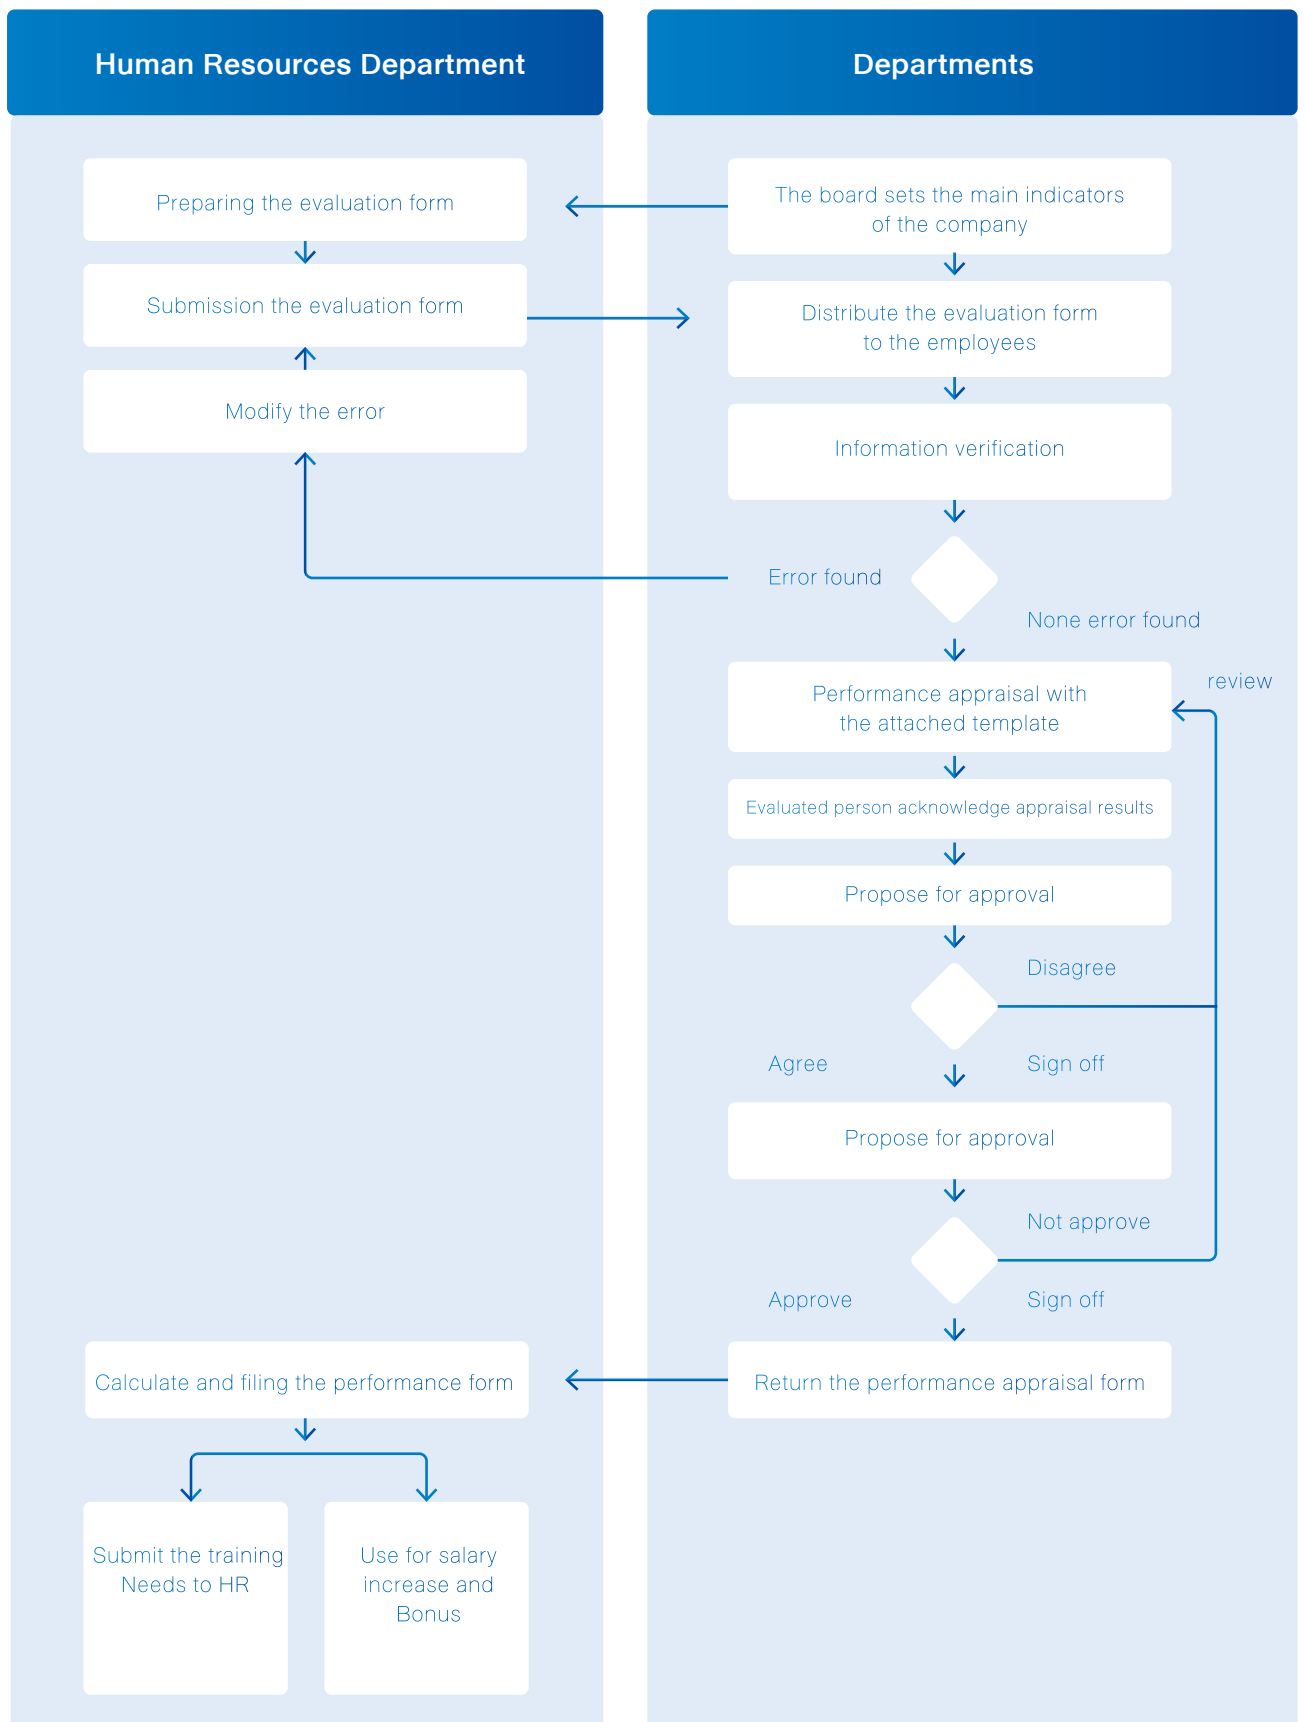 Human Resources Department
Departments
Preparing the evaluation form
The board sets the main indicators
of the company
Submission the evaluation form
Distribute the evaluation form
to the employees
Modify the error
Information verification
Error found
None error found
review
Performance appraisal with
the attached template
Evaluated person acknowledge appraisal results
Propose for approval
Disagree
Agree
Sign off
Propose for approval
Not approve
Approve
Sign off
Calculate and filing the performance form
Return the performance appraisal form
Submit the training
Needs to HR
Use for salary
increase and
Bonus